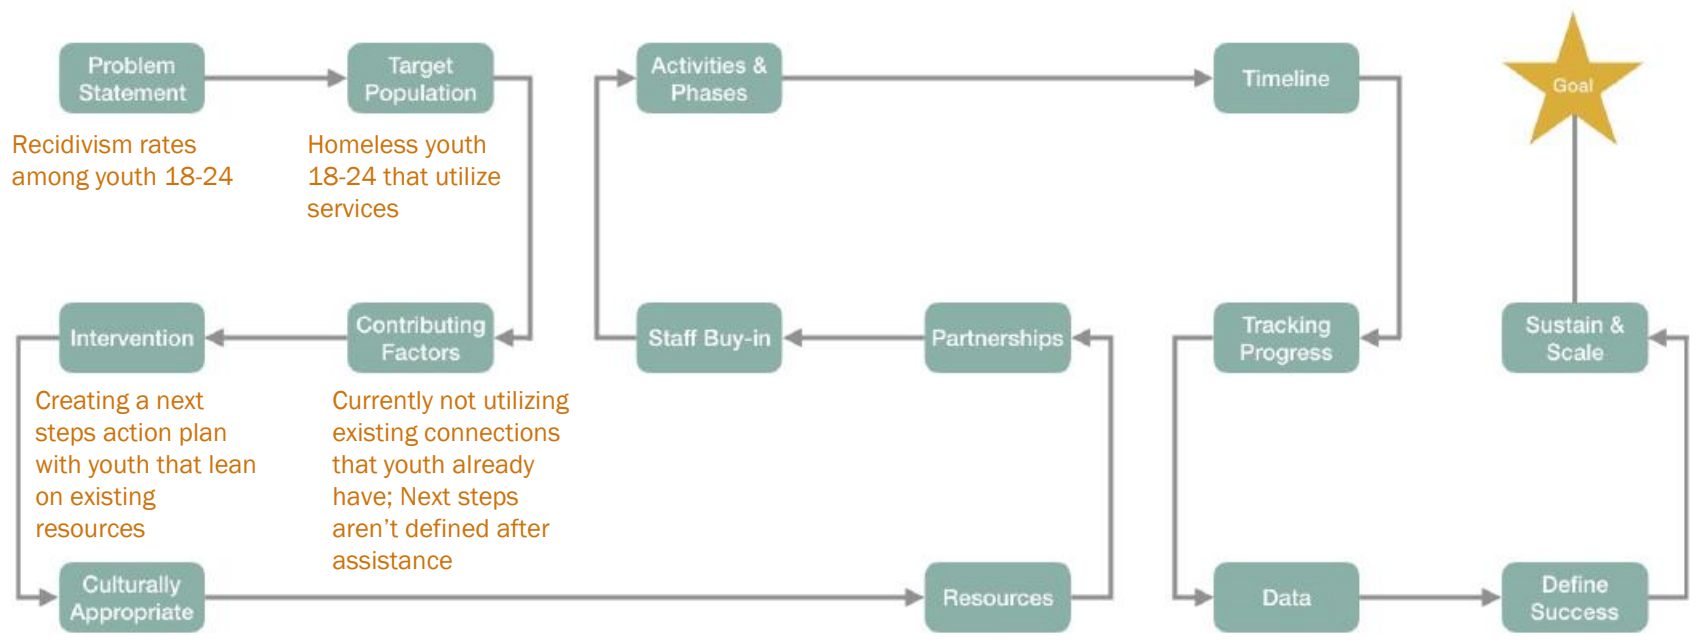 Problem
Statement
Recidivism rates
among youth 18-24
Target
Population
Homeless youth
18-24 that utilize
services
Contributing
Factors
Currently not utilizing
existing connections
that youth already
have; Next steps
aren’t defined after
assistance
Intervention
Creating a next
steps action plan
with youth that lean
on existing
resources
Culturally
Appropriate
Resources
Partnerships
Staff Buy-in
Activities &
Phases
Timeline
Tracking
Progress
Data
Define
Success
Sustain &
Scale
Goal